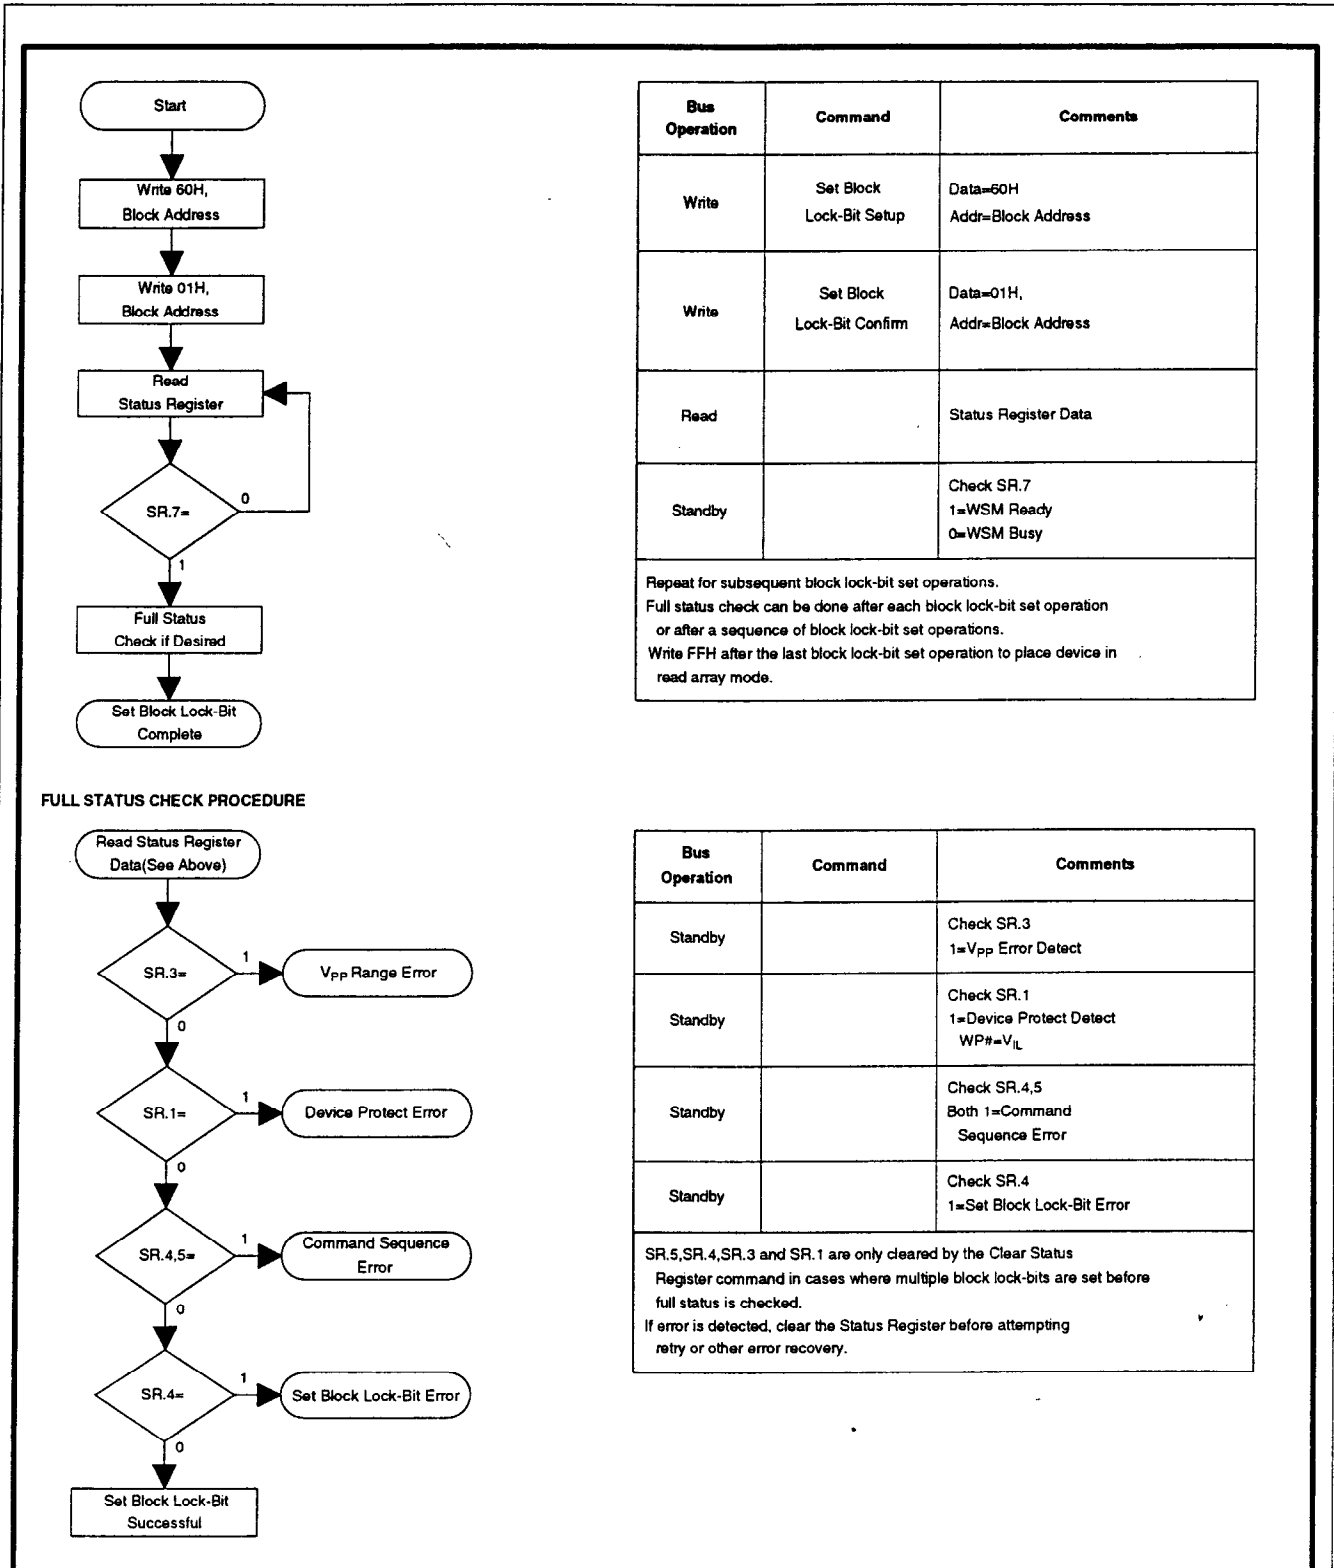 Start
Write 60H,
Block Address
Write 01H,
Block Address
Read
Status Register
SR.7=
0
1
Full Status
Check if Desired
Set Block Lock-Bit
Complete
Bus
Operation
Command
Comments
Write
Set Block
Lock-Bit Setup
Data=60H
Addr=Block Address
Write
Set Block
Lock-Bit Confirm
Data=01H,
Addr=Block Address
Read
Status Register Data
Standby
Check SR.7
1=WSM Ready
0=WSM Busy
Repeat for subsequent block lock-bit set operations.
Full status check can be done after each block lock-bit set operation
or after a sequence of block lock-bit set operations.
Write FFH after the last block lock-bit set operation to place device in
read array mode.
FULL STATUS CHECK PROCEDURE
Read Status Register
Data(See Above)
SR.3=
1
VPP Range Error
0
SR.1=
1
Device Protect Error
0
SR.4,5=
1
Command Sequence
Error
0
SR.4=
1
Set Block Lock-Bit Error
0
Set Block Lock-Bit
Successful
Bus
Operation
Command
Comments
Standby
Check SR.3
1=VPP Error Detect
Standby
Check SR.1
1=Device Protect Detect
WP#=VIL
Standby
Check SR.4,5
Both 1=Command
Sequence Error
Standby
Check SR.4
1=Set Block Lock-Bit Error
SR.5,SR.4,SR.3 and SR.1 are only cleared by the Clear Status
Register command in cases where multiple block lock-bits are set before
full status is checked.
If error is detected, clear the Status Register before attempting
retry or other error recovery.